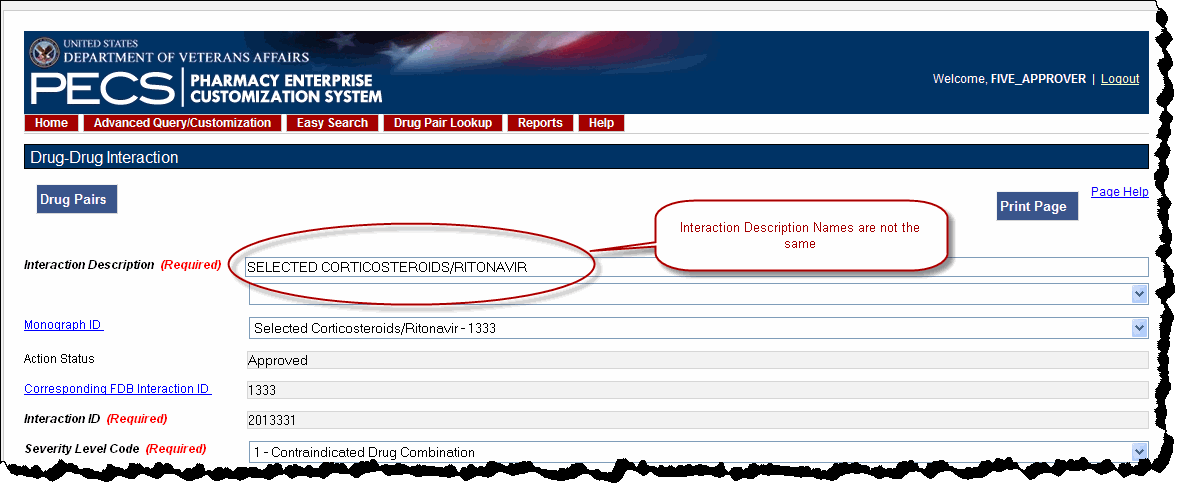 UNITED STATES
DEPARTMENT OF VETERANS AFFAIRS
PECS PHARMACY ENTERPRISE
CUSTOMIZATION SYSTEM
Welcome, FIVE_APPROVER | Logout
Home Advanced Query/Customization Easy Search Drug Pair Lookup Reports Help
Drug-Drug Interaction
Drug Pairs
Page Help
Print Page
Interaction Description Names are not the
same
Interaction Description (Required) SELECTED CORTICOSTEROIDS/RITONAVIR
Monograph ID Selected Corticosteroids/Ritonavir - 1333
Action Status Approved
Corresponding FDB Interaction ID 1333
Interaction ID (Required) 2013331
Severity Level Code (Required) 1 - Contraindicated Drug Combination